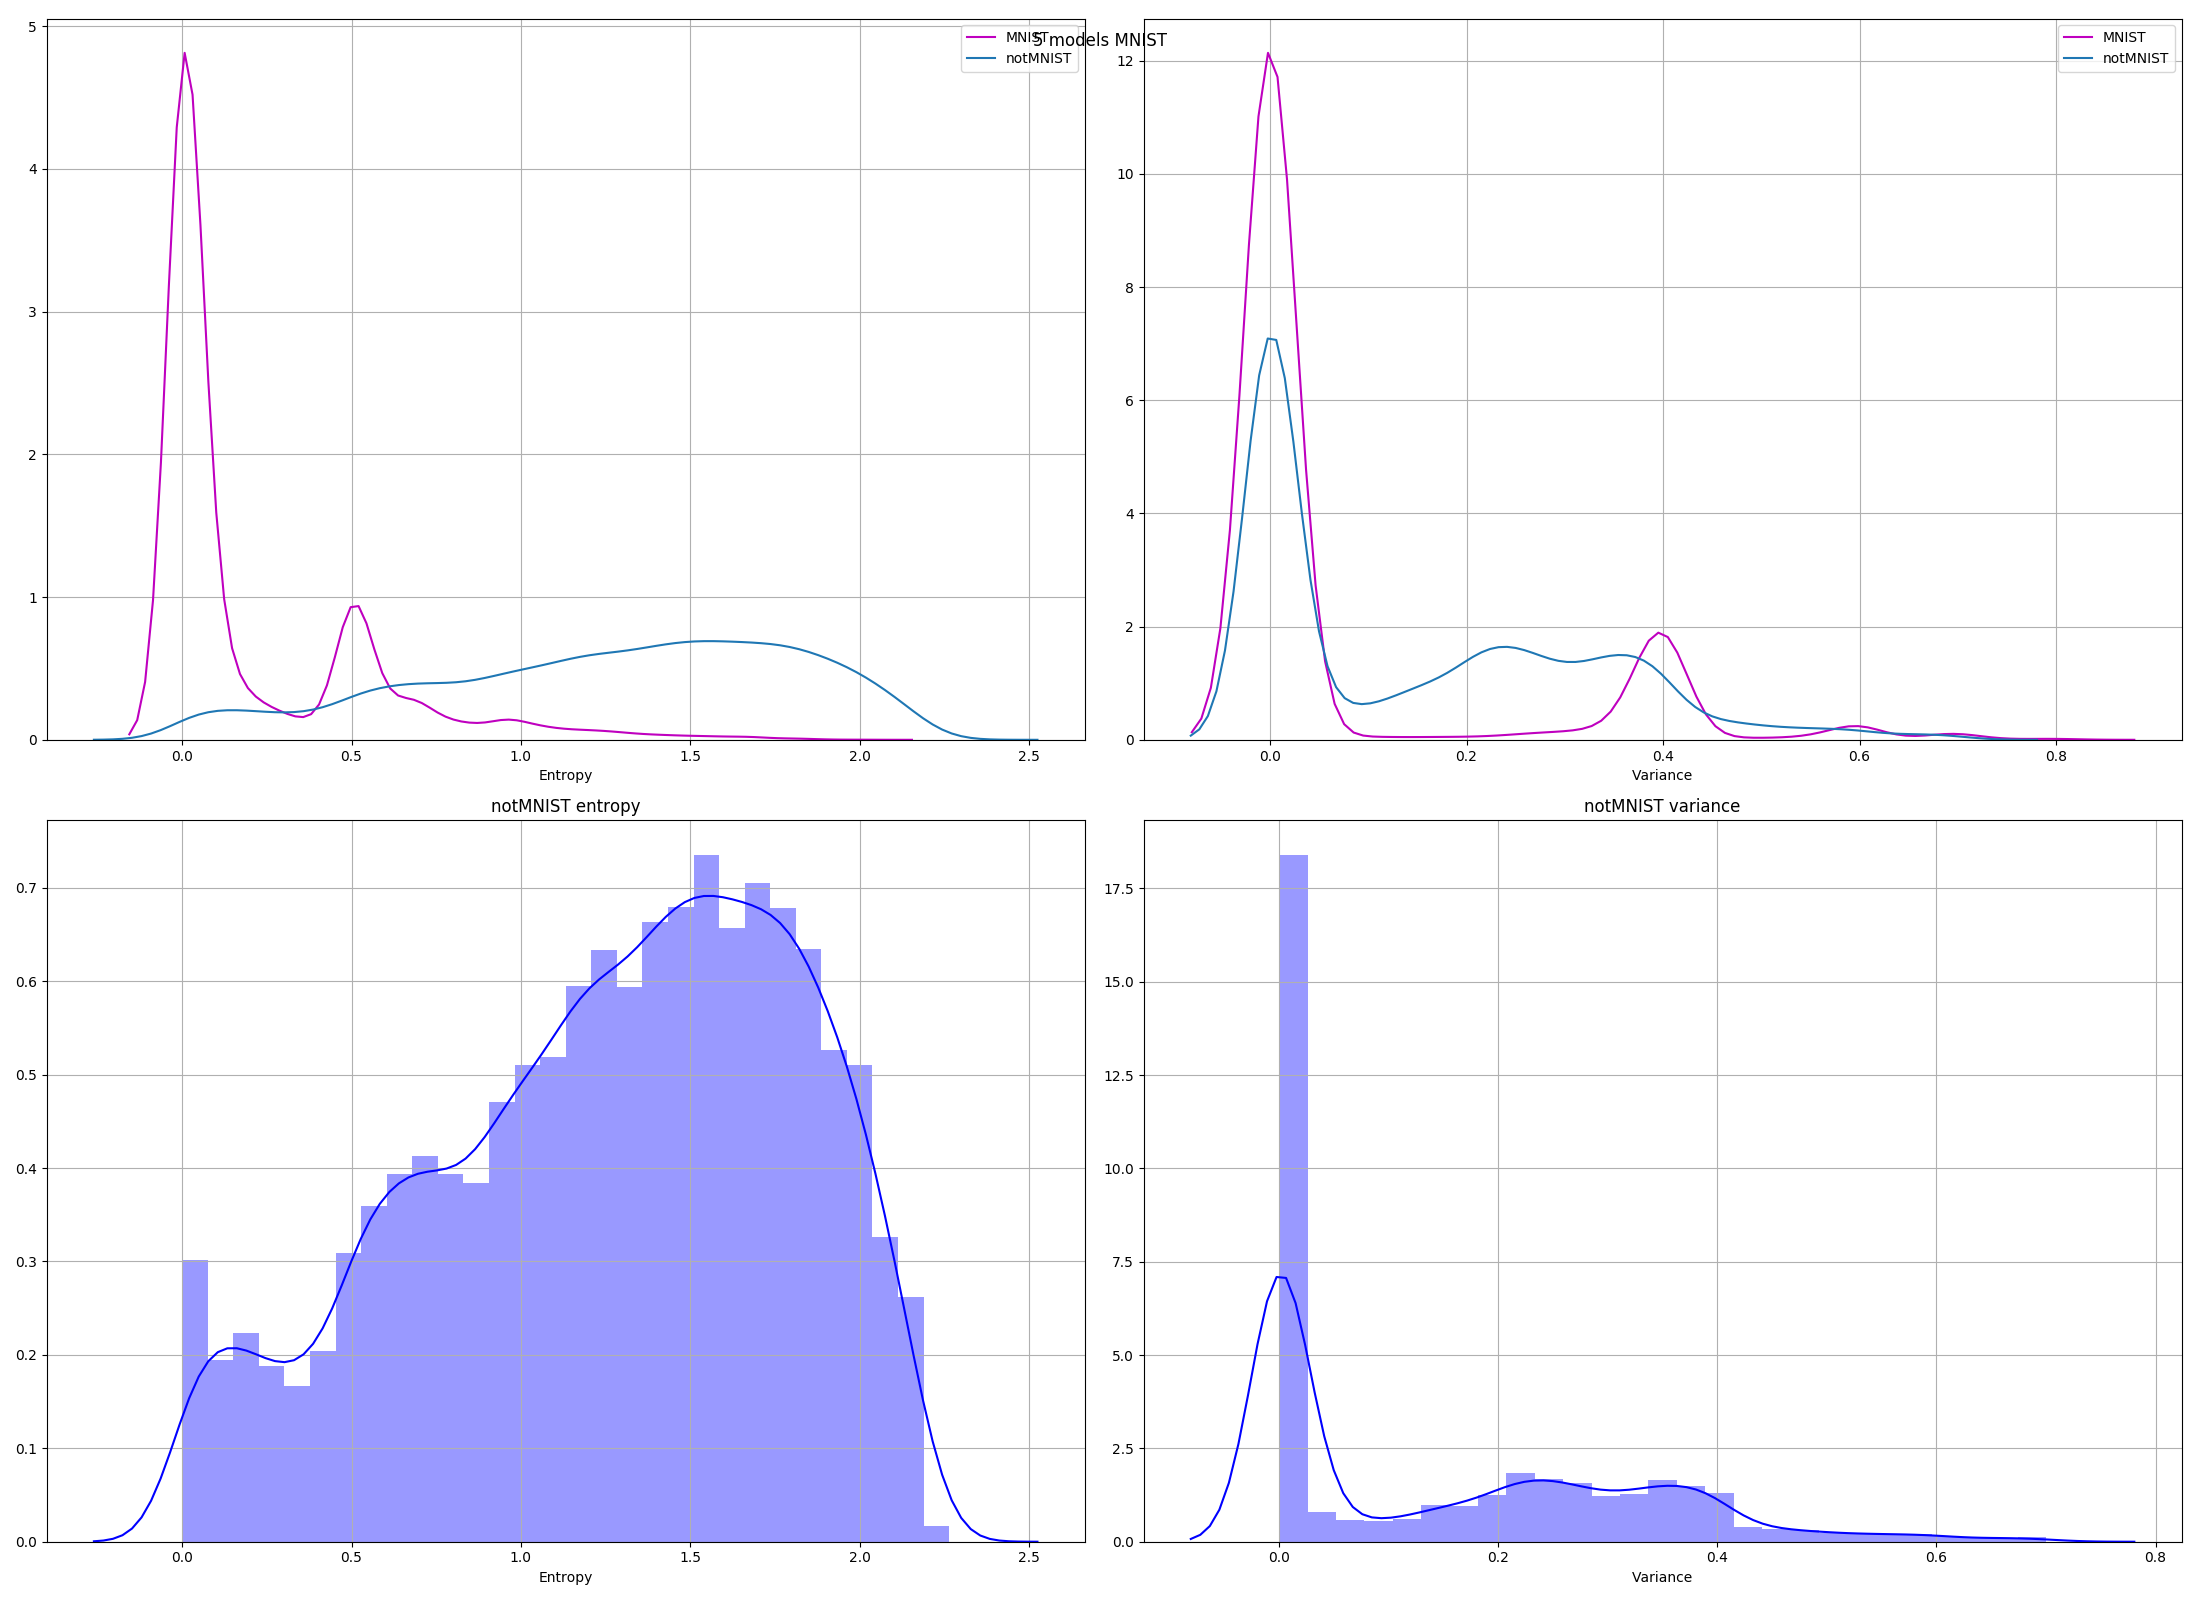 5 models MNIST
MNIST
notMNIST
5
4
3
2
1
0
0.0 0.5 1.0 1.5 2.0 2.5
Entropy
MNIST
notMNIST
12
10
8
6
4
2
0
0.0 0.2 0.4 0.6 0.8
Variance
notMNIST entropy
0.7
0.6
0.5
0.4
0.3
0.2
0.1
0.0
0.0 0.5 1.0 1.5 2.0 2.5
Entropy
notMNIST variance
17.5
15.0
12.5
10.0
7.5
5.0
2.5
0.0
0.0 0.2 0.4 0.6 0.8
Variance